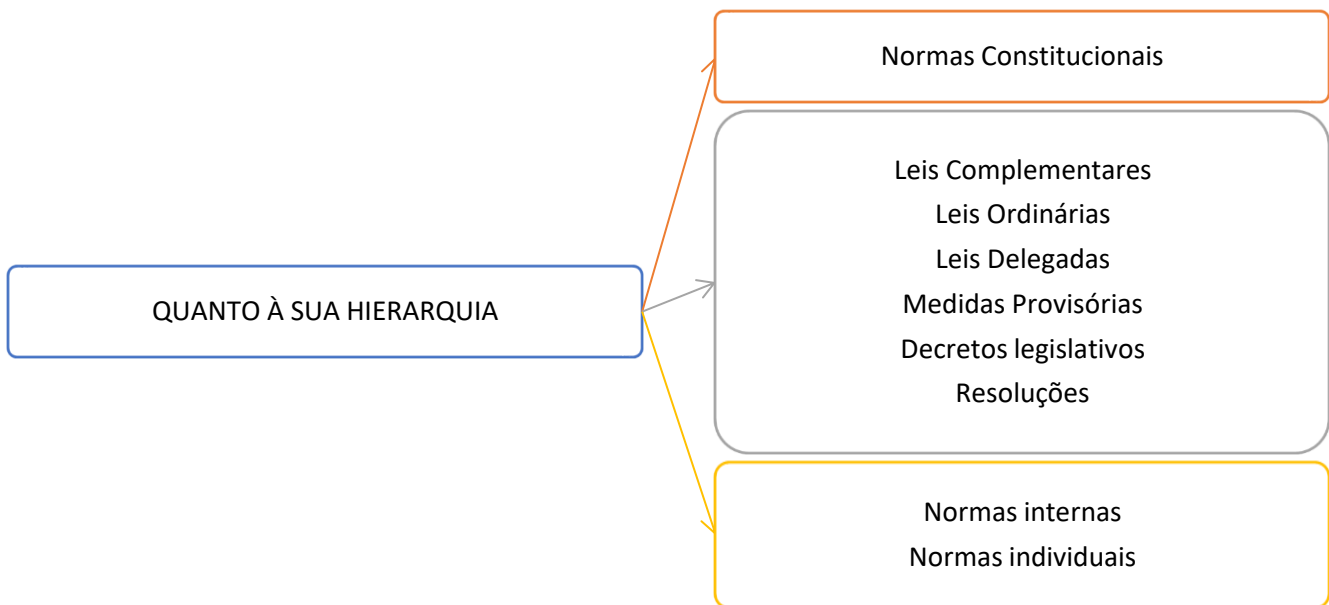 Normas Constitucionais
Leis Complementares
Leis Ordinárias
Leis Delegadas
QUANTO À SUA HIERARQUIA
Medidas Provisórias
Decretos legislativos
Resoluções
Normas internas
Normas individuais